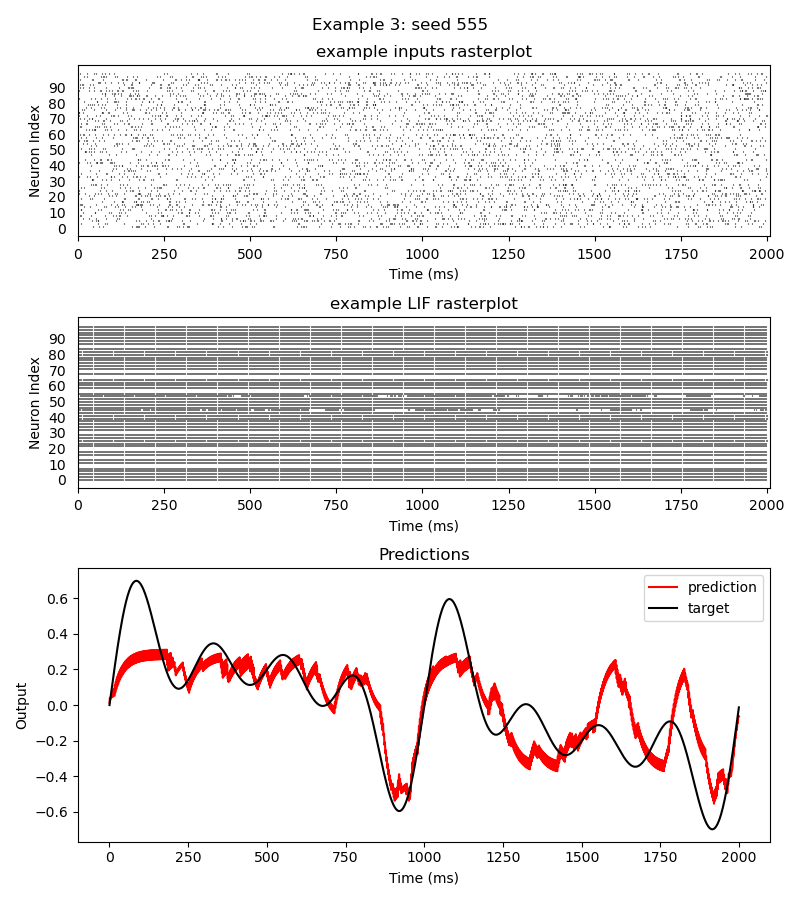 Example 3: seed 555
example inputs rasterplot
Neuron Index
90
80
70
60
50
40
30
20
10
0
0 250 500 750 1000 1250 1500 1750 2000
Time (ms)
example LIF rasterplot
Neuron Index
90
80
70
60
50
40
30
20
10
0
0 250 500 750 1000 1250 1500 1750 2000
Time (ms)
Predictions
Output
0.6
0.4
0.2
0.0
−0.2
−0.4
−0.6
prediction
target
0 250 500 750 1000 1250 1500 1750 2000
Time (ms)